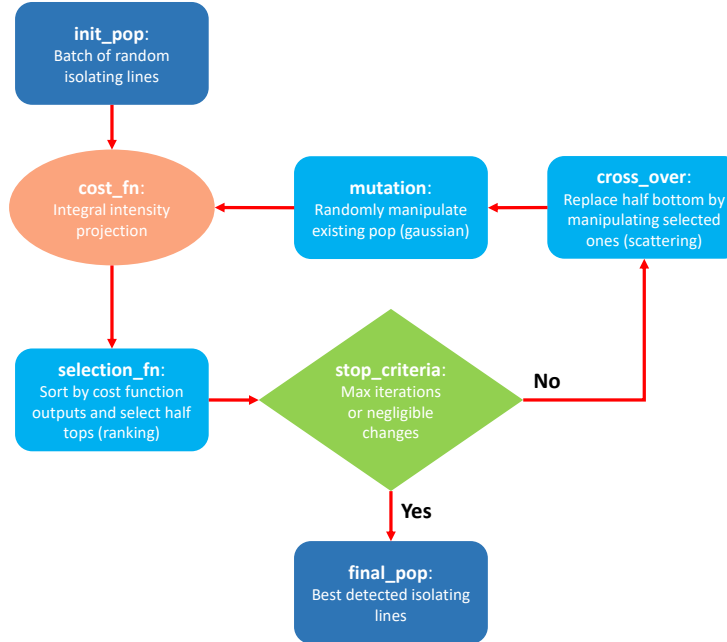 init_pop:
Batch of random
isolating lines
cost_fn:
Integral intensity
projection
mutation:
Randomly manipulate
existing pop (gaussian)
cross_over:
Replace half bottom by
manipulating selected
ones (scattering)
selection_fn:
Sort by cost function
outputs and select half
tops (ranking)
stop_criteria:
Max iterations
or negligible
changes
No
Yes
final_pop:
Best detected isolating
lines